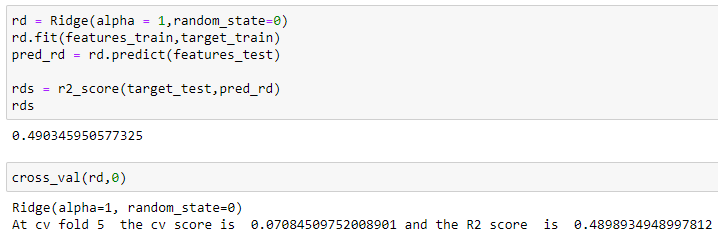 rd = Ridge(alpha = 1,random_state=0)
rd.fit(features_train,target_train)
pred_rd = rd.predict(features_test)
rds = r2_score(target_test,pred_rd)
rds
0.490345950577325
cross_val(rd,0)
Ridge(alpha=1, random_state=0)
At cv fold 5  the cv score is  0.07084509752008901 and the R2 score  is  0.4898934948997812